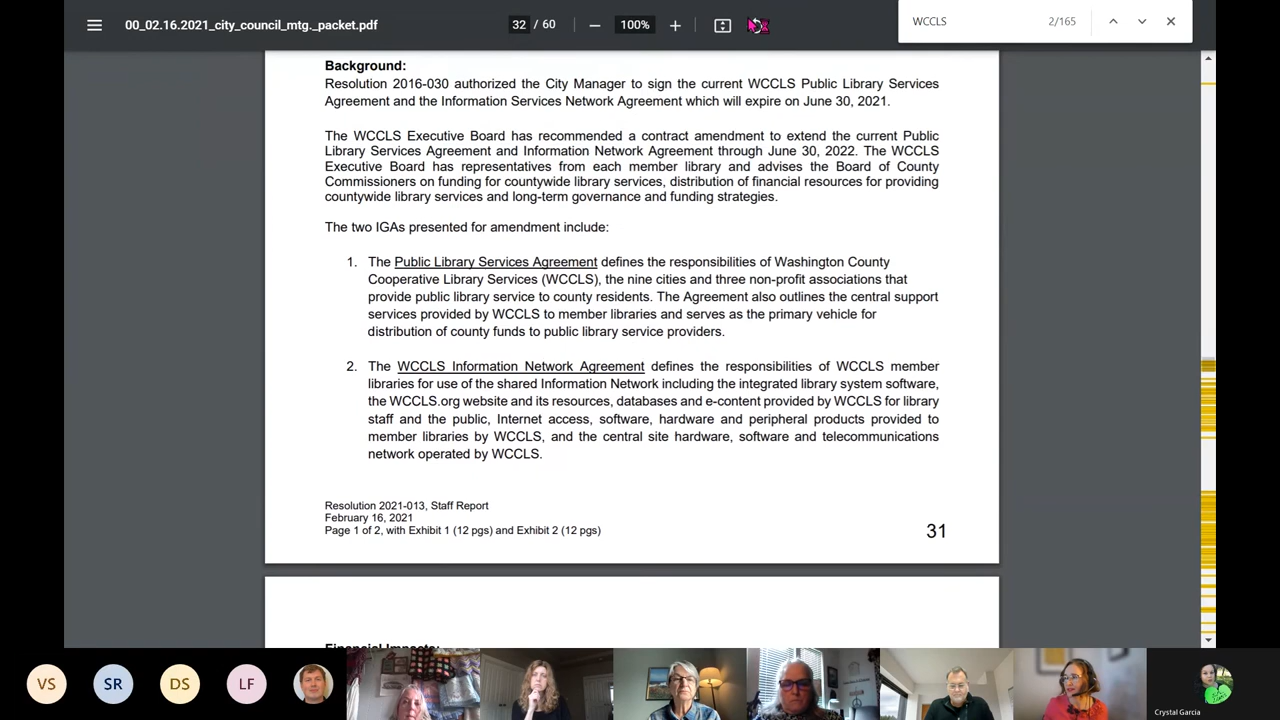 00_02.16.2021_city_council_mtg._packet.pdf
32 / 60
100%
WCCLS
2/165
Background:
Resolution 2016-030 authorized the City Manager to sign the current WCCLS Public Library Services
Agreement and the Information Services Network Agreement which will expire on June 30, 2021.
The WCCLS Executive Board has recommended a contract amendment to extend the current Public
Library Services Agreement and Information Network Agreement through June 30, 2022. The WCCLS
Executive Board has representatives from each member library and advises the Board of County
Commissioners on funding for countywide library services, distribution of financial resources for providing
countywide library services and long-term governance and funding strategies.
The two IGAs presented for amendment include:
1. The Public Library Services Agreement defines the responsibilities of Washington County
Cooperative Library Services (WCCLS), the nine cities and three non-profit associations that
provide public library service to county residents. The Agreement also outlines the central support
services provided by WCCLS to member libraries and serves as the primary vehicle for
distribution of county funds to public library service providers.
2. The WCCLS Information Network Agreement defines the responsibilities of WCCLS member
libraries for use of the shared Information Network including the integrated library system software,
the WCCLS.org website and its resources, databases and e-content provided by WCCLS for library
staff and the public, Internet access, software, hardware and peripheral products provided to
member libraries by WCCLS, and the central site hardware, software and telecommunications
network operated by WCCLS.
Resolution 2021-013, Staff Report
February 16, 2021
Page 1 of 2, with Exhibit 1 (12 pgs) and Exhibit 2 (12 pgs)
31
Financial Impacts:
VS
SR
DS
LF
Crystal Garcia